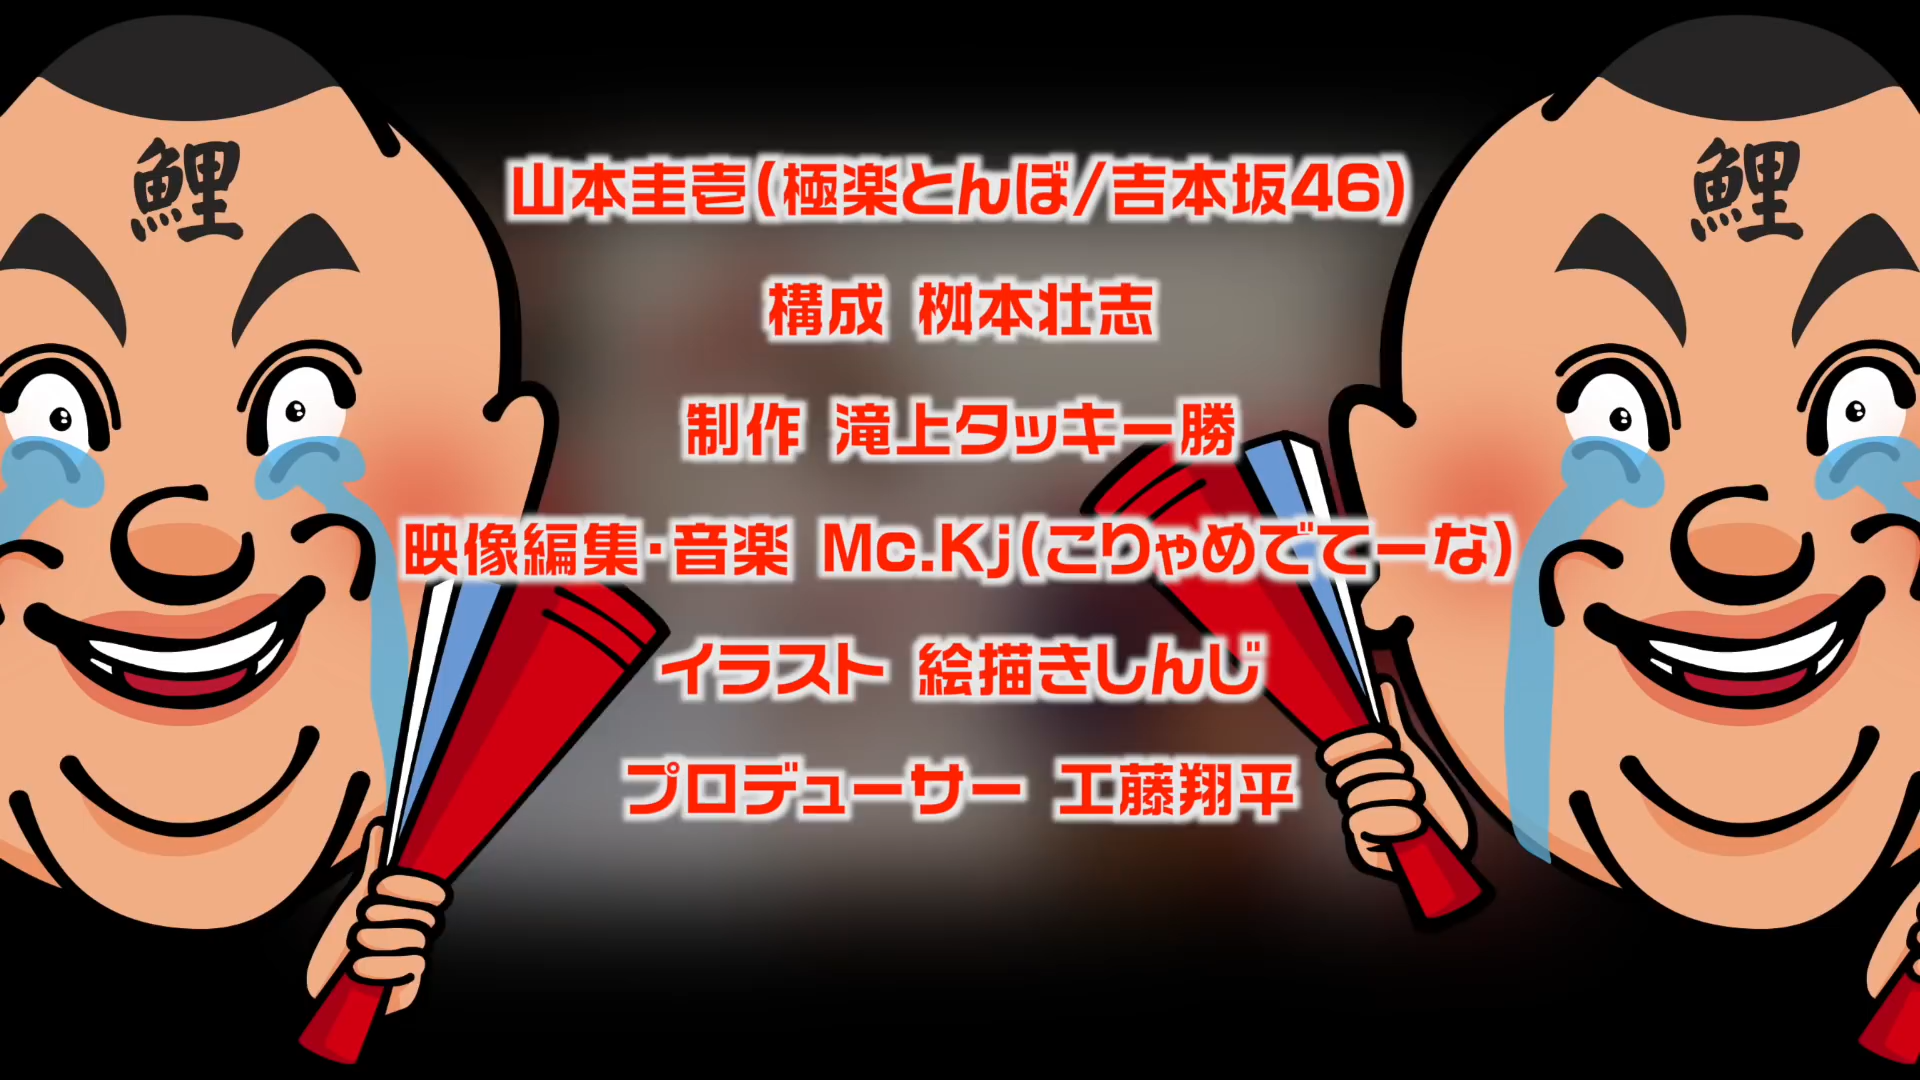 鯉
鯉
山本圭壱(極楽とんぼ/吉本坂46)
構成 桝本壮志
制作 滝上タッキー勝
映像編集・音楽 Mc.Kj(こりゃめでてーな)
イラスト 絵描きしんじ
プロデューサー 工藤翔平